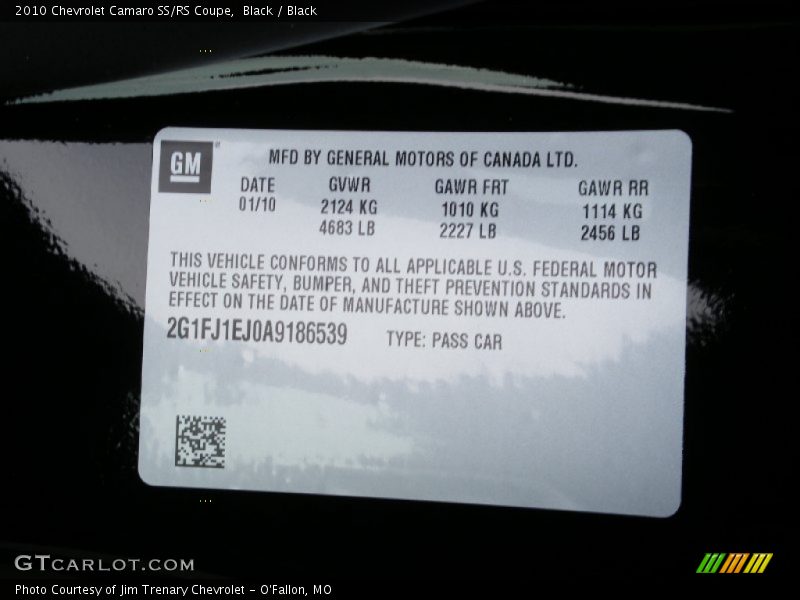 2010 Chevrolet Camaro SS/RS Coupe,  Black / Black
GM
MFD BY GENERAL MOTORS OF CANADA LTD.
DATE GVWR GAWR FRT GAWR RR
01/10 2124 KG 1010 KG 1114 KG
4683 LB 2227 LB 2456 LB
THIS VEHICLE CONFORMS TO ALL APPLICABLE U.S. FEDERAL MOTOR
VEHICLE SAFETY, BUMPER, AND THEFT PREVENTION STANDARDS IN
EFFECT ON THE DATE OF MANUFACTURE SHOWN ABOVE.
2G1FJ1EJ0A9186539 TYPE: PASS CAR
GTCARLOT.COM
Photo Courtesy of Jim Trenary Chevrolet - O'Fallon, MO